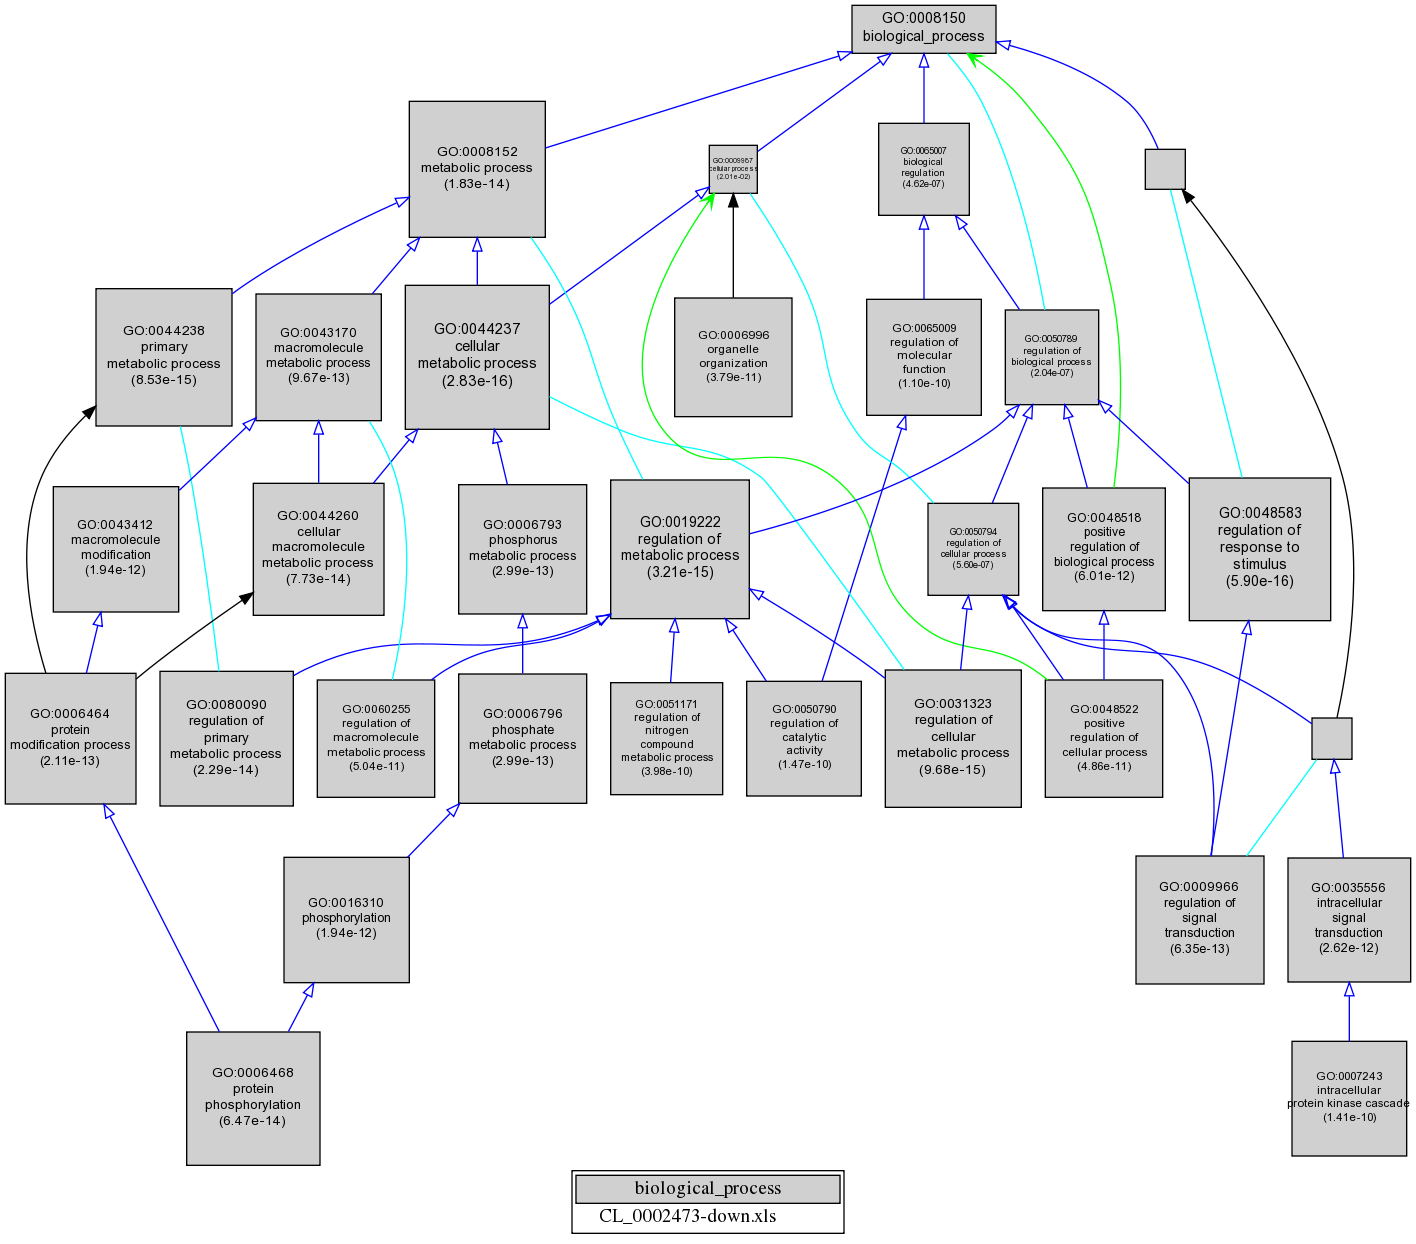 GO:0008150
biological_process
GO:0008152
metabolic process
(1.83e-14)
GO:0009987
cellular process
(2.01e-02)
GO:0065007
biological
regulation
(4.62e-07)
GO:0044238
primary
metabolic process
(8.53e-15)
GO:0043170
macromolecule
metabolic process
(9.67e-13)
GO:0044237
cellular
metabolic process
(2.83e-16)
GO:0006996
organelle
organization
(3.79e-11)
GO:0065009
regulation of
molecular
function
(1.10e-10)
GO:0050789
regulation of
biological process
(2.04e-07)
GO:0043412
macromolecule
modification
(1.94e-12)
GO:0044260
cellular
macromolecule
metabolic process
(7.73e-14)
GO:0006793
phosphorus
metabolic process
(2.99e-13)
GO:0019222
regulation of
metabolic process
(3.21e-15)
GO:0050794
regulation of
cellular process
(5.60e-07)
GO:0048518
positive
regulation of
biological process
(6.01e-12)
GO:0048583
regulation of
response to
stimulus
(5.90e-16)
GO:0006464
protein
modification process
(2.11e-13)
GO:0080090
regulation of
primary
metabolic process
(2.29e-14)
GO:0060255
regulation of
macromolecule
metabolic process
(5.04e-11)
GO:0006796
phosphate
metabolic process
(2.99e-13)
GO:0051171
regulation of
nitrogen
compound
metabolic process
(3.98e-10)
GO:0050790
regulation of
catalytic
activity
(1.47e-10)
GO:0031323
regulation of
cellular
metabolic process
(9.68e-15)
GO:0048522
positive
regulation of
cellular process
(4.86e-11)
GO:0016310
phosphorylation
(1.94e-12)
GO:0009966
regulation of
signal
transduction
(6.35e-13)
GO:0035556
intracellular
signal
transduction
(2.62e-12)
GO:0006468
protein
phosphorylation
(6.47e-14)
GO:0007243
intracellular
protein kinase cascade
(1.41e-10)
biological_process
CL_0002473-down.xls